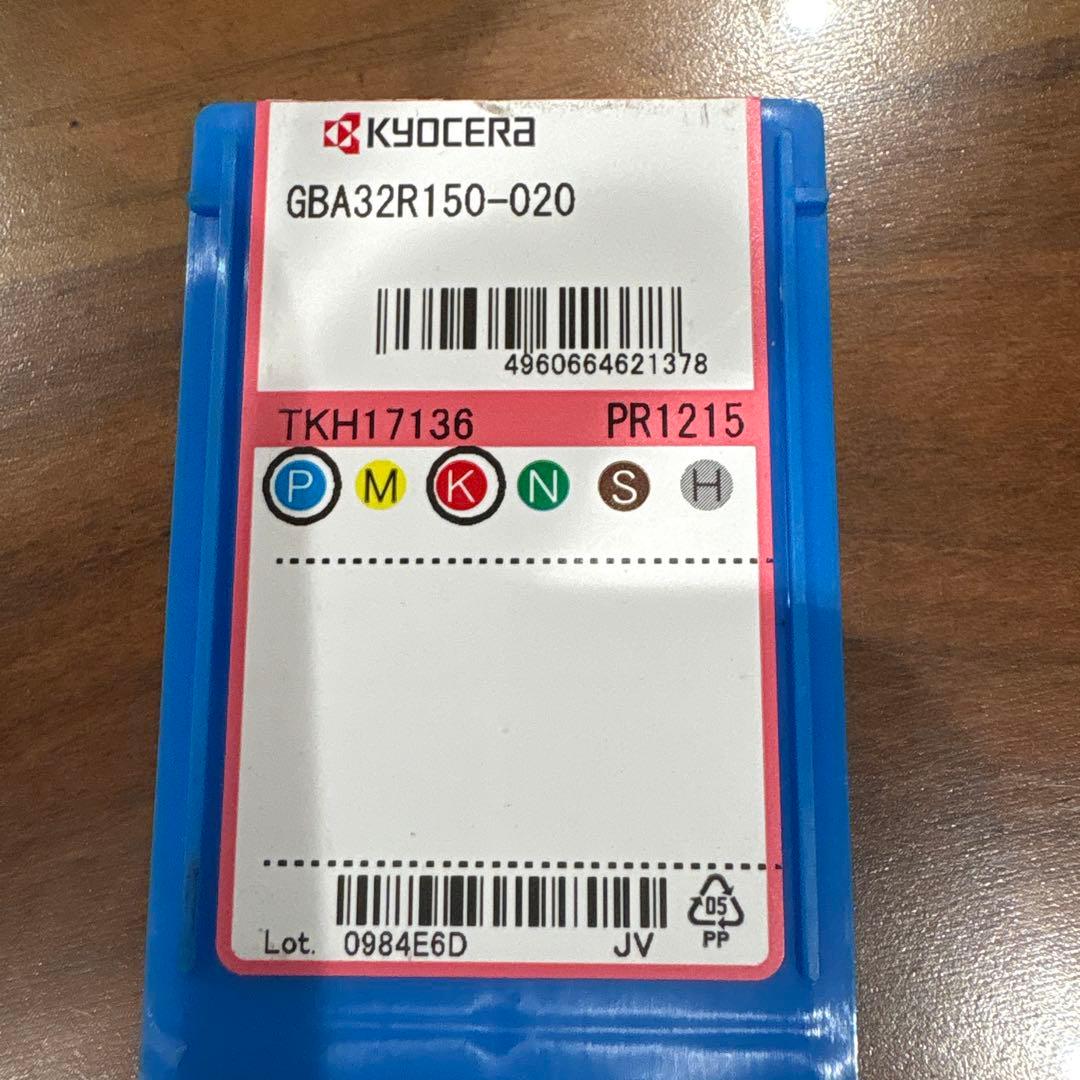 KYOCERA
GBA32R150-020
4960664621378
TKH17136 PR1215
P M K N S H
Lot. 0984E6D JV
05
PP